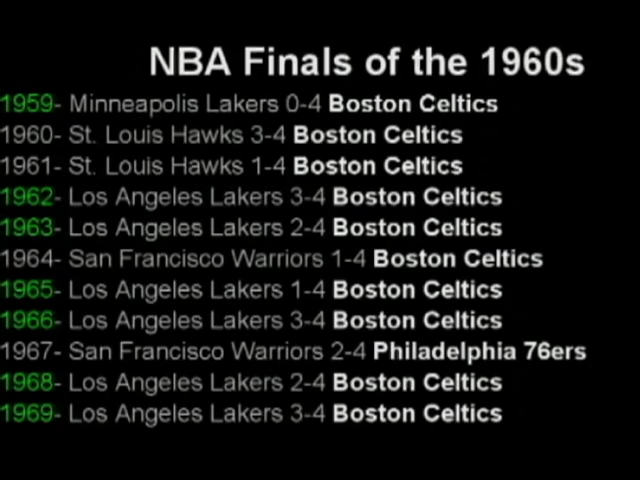 NBA Finals of the 1960s
1959- Minneapolis Lakers 0-4 Boston Celtics
1960- St. Louis Hawks 3-4 Boston Celtics
1961- St. Louis Hawks 1-4 Boston Celtics
1962- Los Angeles Lakers 3-4 Boston Celtics
1963- Los Angeles Lakers 2-4 Boston Celtics
1964- San Francisco Warriors 1-4 Boston Celtics
1965- Los Angeles Lakers 1-4 Boston Celtics
1966- Los Angeles Lakers 3-4 Boston Celtics
1967- San Francisco Warriors 2-4 Philadelphia 76ers
1968- Los Angeles Lakers 2-4 Boston Celtics
1969- Los Angeles Lakers 3-4 Boston Celtics